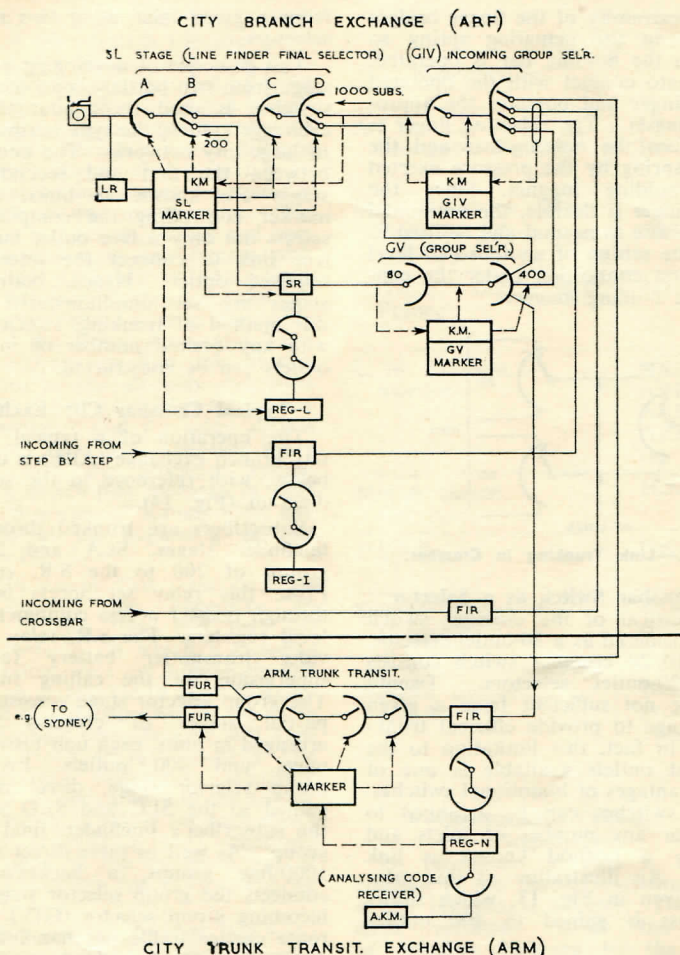 CITY BRANCH EXCHANGE (ARF)
SL STAGE (LINE FINDER FINAL SELECTOR)
(GIV) INCOMING GROUP SEL'R.
A
B
C
D
1000 SUBS.
200
LR
KM
SL
MARKER
KM
GIV
MARKER
GV (GROUP SEL'R.)
SR
80
400
K.M.
GV
MARKER
REG-L
INCOMING FROM
STEP BY STEP
FIR
REG-I
INCOMING FROM
CROSSBAR
FIR
ARM. TRUNK TRANSIT.
FUR
e.g. (TO
SYDNEY)
FUR
FIR
MARKER
REG-N
(ANALYSING CODE
RECEIVER)
A.K.M.
CITY TRUNK TRANSIT. EXCHANGE (ARM)